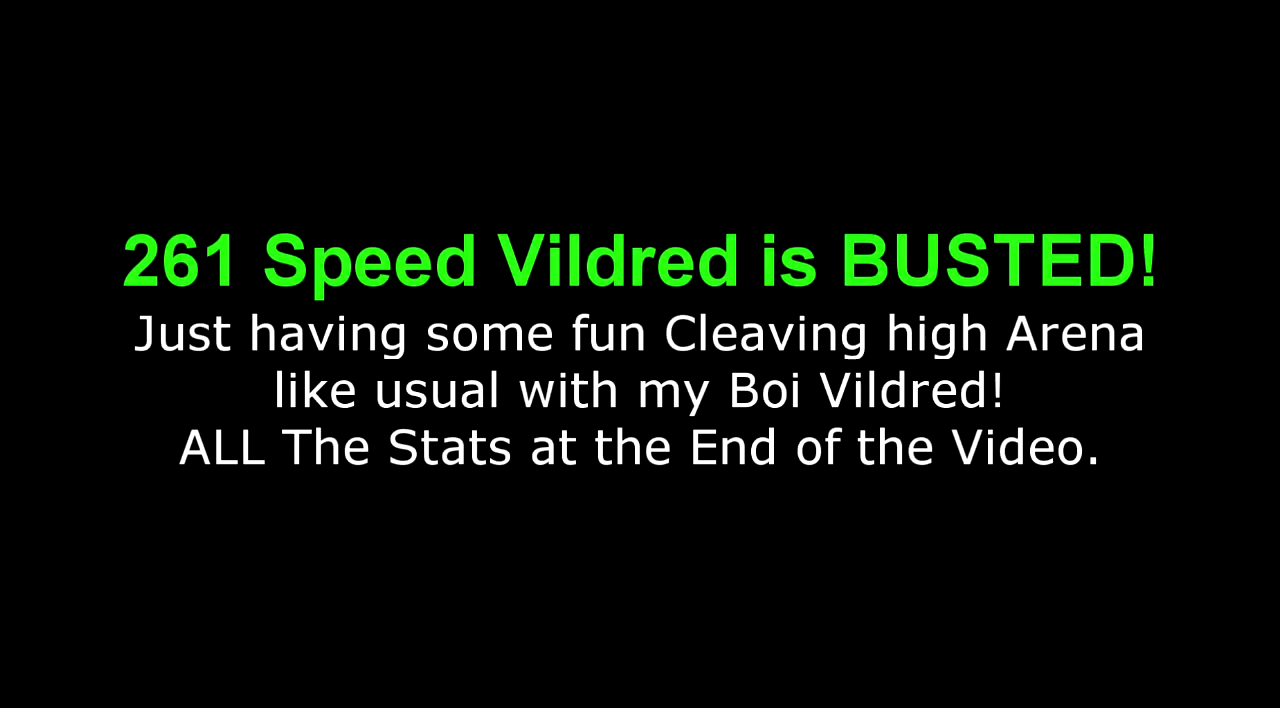 261 Speed Vildred is BUSTED!
Just having some fun Cleaving high Arena
like usual with my Boi Vildred!
ALL The Stats at the End of the Video.